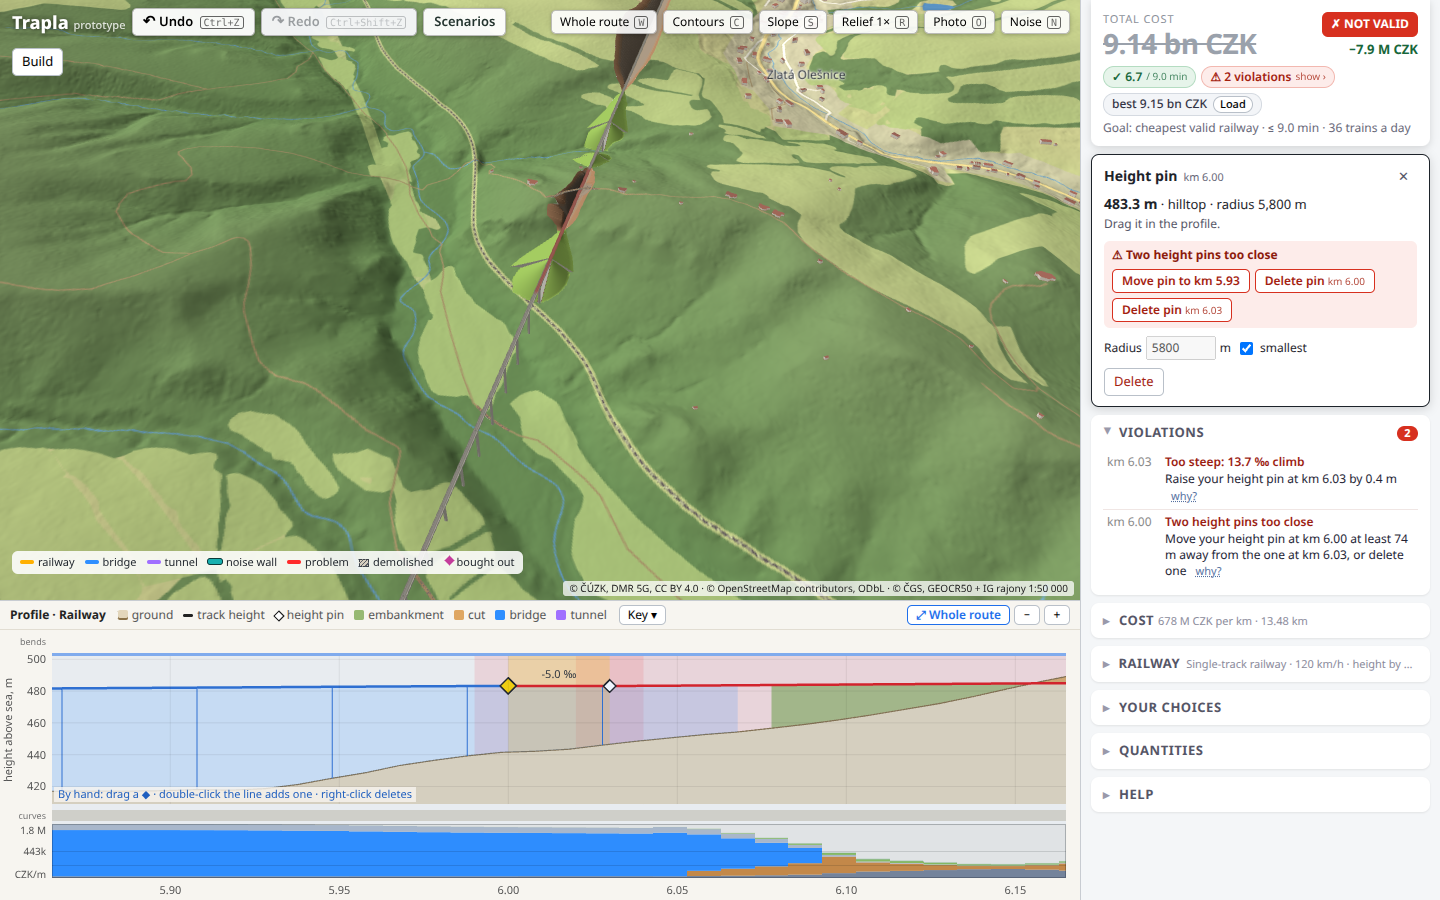 Trapla prototype
↶ Undo Ctrl+Z
↷ Redo Ctrl+Shift+Z
Scenarios
Whole route W
Contours C
Slope S
Relief 1× R
Photo O
Noise N
Build
Zlatá Olešnice
railway bridge tunnel noise wall problem demolished bought out
© ČÚZK, DMR 5G, CC BY 4.0 · © OpenStreetMap contributors, ODbL · © ČGS, GEOCR50 + IG rajony 1:50 000
Profile · Railway ground track height height pin embankment cut bridge tunnel Key ▾
⤢ Whole route − +
bends
height above sea, m
500
480
460
440
420
-5.0 ‰
By hand: drag a ◆ · double-click the line adds one · right-click deletes
curves
1.8 M
443k
CZK/m
5.90 5.95 6.00 6.05 6.10 6.15
TOTAL COST
9.14 bn CZK
✗ NOT VALID
−7.9 M CZK
✓ 6.7 / 9.0 min
⚠ 2 violations show ›
best 9.15 bn CZK Load
Goal: cheapest valid railway · ≤ 9.0 min · 36 trains a day
Height pin km 6.00 ✕
483.3 m · hilltop · radius 5,800 m
Drag it in the profile.
⚠ Two height pins too close
Move pin to km 5.93
Delete pin km 6.00
Delete pin km 6.03
Radius 5800 m smallest
Delete
▼ VIOLATIONS 2
km 6.03 Too steep: 13.7 ‰ climb
Raise your height pin at km 6.03 by 0.4 m
why?
km 6.00 Two height pins too close
Move your height pin at km 6.00 at least 74
m away from the one at km 6.03, or delete
one why?
▶ COST 678 M CZK per km · 13.48 km
▶ RAILWAY Single-track railway · 120 km/h · height by ...
▶ YOUR CHOICES
▶ QUANTITIES
▶ HELP